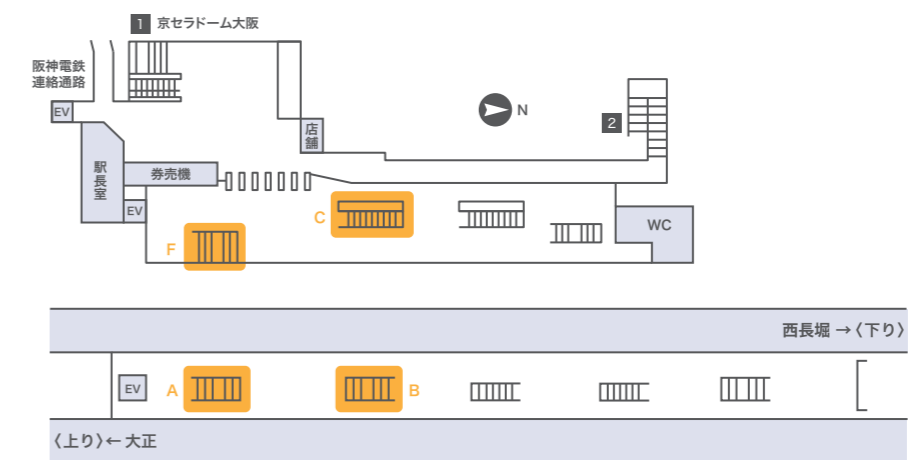 1 京セラドーム大阪
阪神電鉄
連絡通路
EV
N
2
店舗
駅長室
券売機
EV
C
WC
F
西長堀 → 〈下り〉
EV
A
B
〈上り〉← 大正